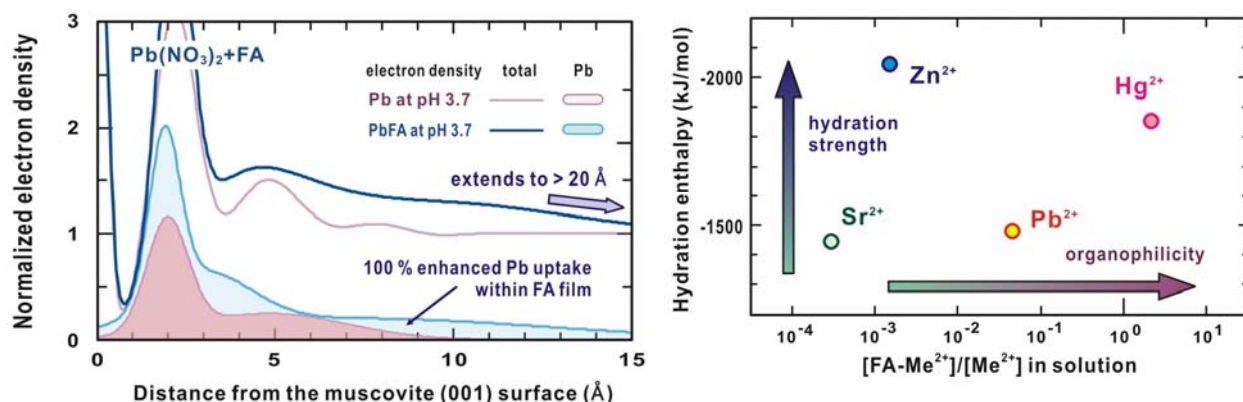 Normalized electron density
3
2
1
0
0
5
10
15
Distance from the muscovite (001) surface (Å)
Pb(NO₃)₂+FA
electron density total Pb
Pb at pH 3.7
PbFA at pH 3.7
extends to > 20 Å
100 % enhanced Pb uptake
within FA film
Hydration enthalpy (kJ/mol)
-2000
-1500
hydration
strength
Zn²⁺
Hg²⁺
Sr²⁺
Pb²⁺
organophilicity
10⁻⁴
10⁻³
10⁻²
10⁻¹
10⁰
10¹
[FA-Me²⁺]/[Me²⁺] in solution